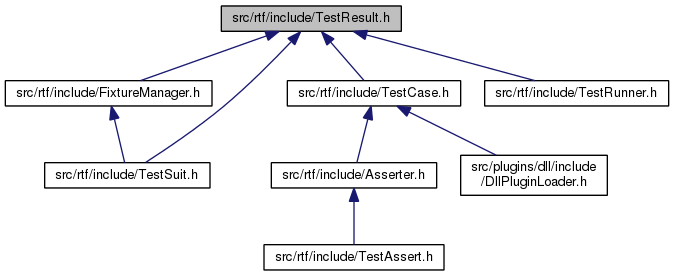 src/rtf/include/TestResult.h
src/rtf/include/FixtureManager.h
src/rtf/include/TestCase.h
src/rtf/include/TestRunner.h
src/rtf/include/TestSuit.h
src/rtf/include/Asserter.h
src/plugins/dll/include
/DllPluginLoader.h
src/rtf/include/TestAssert.h